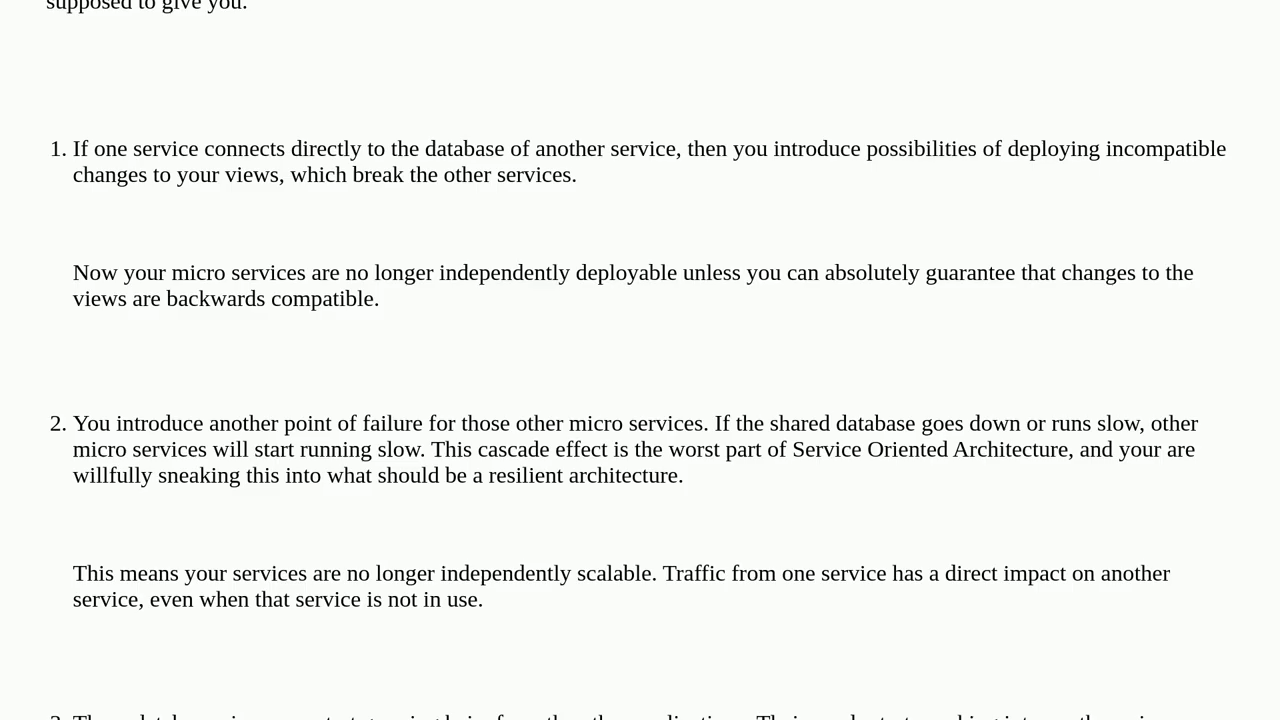 supposed to give you.
1. If one service connects directly to the database of another service, then you introduce possibilities of deploying incompatible
changes to your views, which break the other services.
Now your micro services are no longer independently deployable unless you can absolutely guarantee that changes to the
views are backwards compatible.
2. You introduce another point of failure for those other micro services. If the shared database goes down or runs slow, other
micro services will start running slow. This cascade effect is the worst part of Service Oriented Architecture, and your are
willfully sneaking this into what should be a resilient architecture.
This means your services are no longer independently scalable. Traffic from one service has a direct impact on another
service, even when that service is not in use.